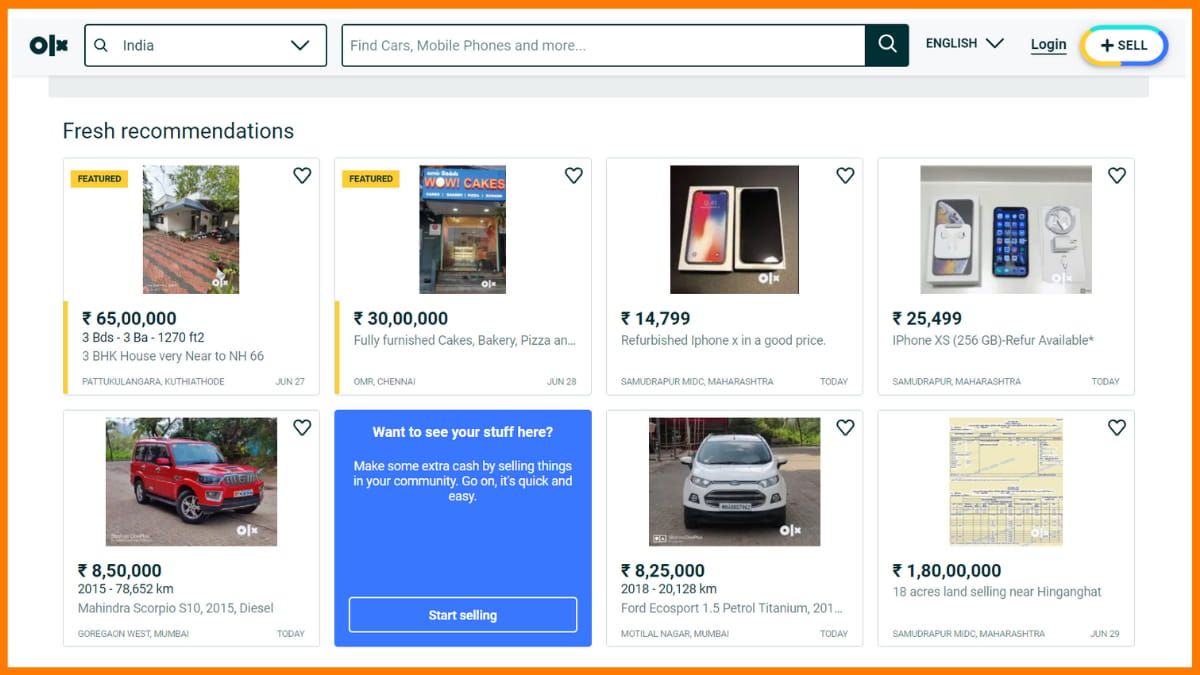 olx
India
Find Cars, Mobile Phones and more...
ENGLISH
Login
+ SELL
Fresh recommendations
FEATURED
olx
₹ 65,00,000
3 Bds - 3 Ba - 1270 ft2
3 BHK House very Near to NH 66
PATTUKULANGARA, KUTHIATHODE
JUN 27
FEATURED
WOW! CAKES
olx
₹ 30,00,000
Fully furnished Cakes, Bakery, Pizza an...
OMR, CHENNAI
JUN 28
olx
₹ 14,799
Refurbished Iphone x in a good price.
SAMUDRAPUR MIDC, MAHARASHTRA
TODAY
olx
₹ 25,499
IPhone XS (256 GB)-Refur Available*
SAMUDRAPUR, MAHARASHTRA
TODAY
olx
₹ 8,50,000
2015 - 78,652 km
Mahindra Scorpio S10, 2015, Diesel
GOREGAON WEST, MUMBAI
TODAY
Want to see your stuff here?
Make some extra cash by selling things
in your community. Go on, it's quick and
easy.
Start selling
olx
₹ 8,25,000
2018 - 20,128 km
Ford Ecosport 1.5 Petrol Titanium, 201...
MOTILAL NAGAR, MUMBAI
TODAY
olx
₹ 1,80,00,000
18 acres land selling near Hinganghat
SAMUDRAPUR MIDC, MAHARASHTRA
JUN 29